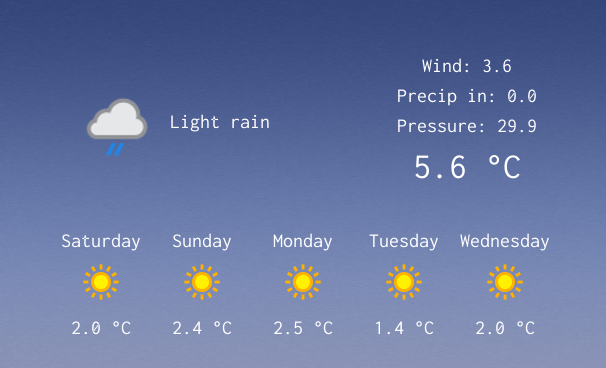 Wind: 3.6
Precip in: 0.0
Light rain
Pressure: 29.9
5.6 °C
Saturday Sunday Monday Tuesday Wednesday
2.0 °C 2.4 °C 2.5 °C 1.4 °C 2.0 °C